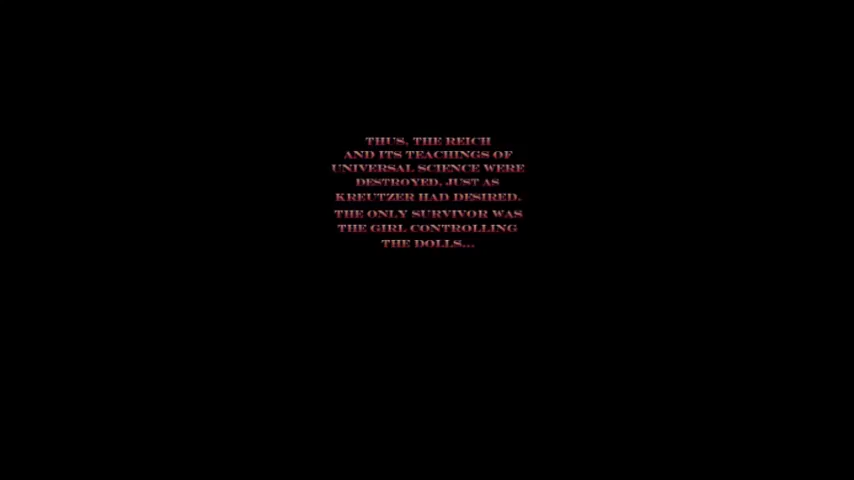 THUS, THE REICH
AND ITS TEACHINGS OF
UNIVERSAL SCIENCE WERE
DESTROYED, JUST AS
KREUTZER HAD DESIRED.
THE ONLY SURVIVOR WAS
THE GIRL CONTROLLING
THE DOLLS...